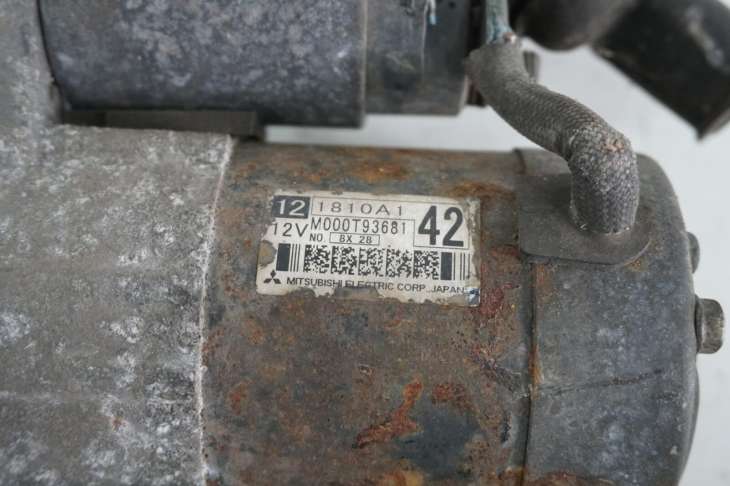 12 1810A1
12V M000T93681 42
NO. 8X 28
MITSUBISHI ELECTRIC CORP. JAPAN